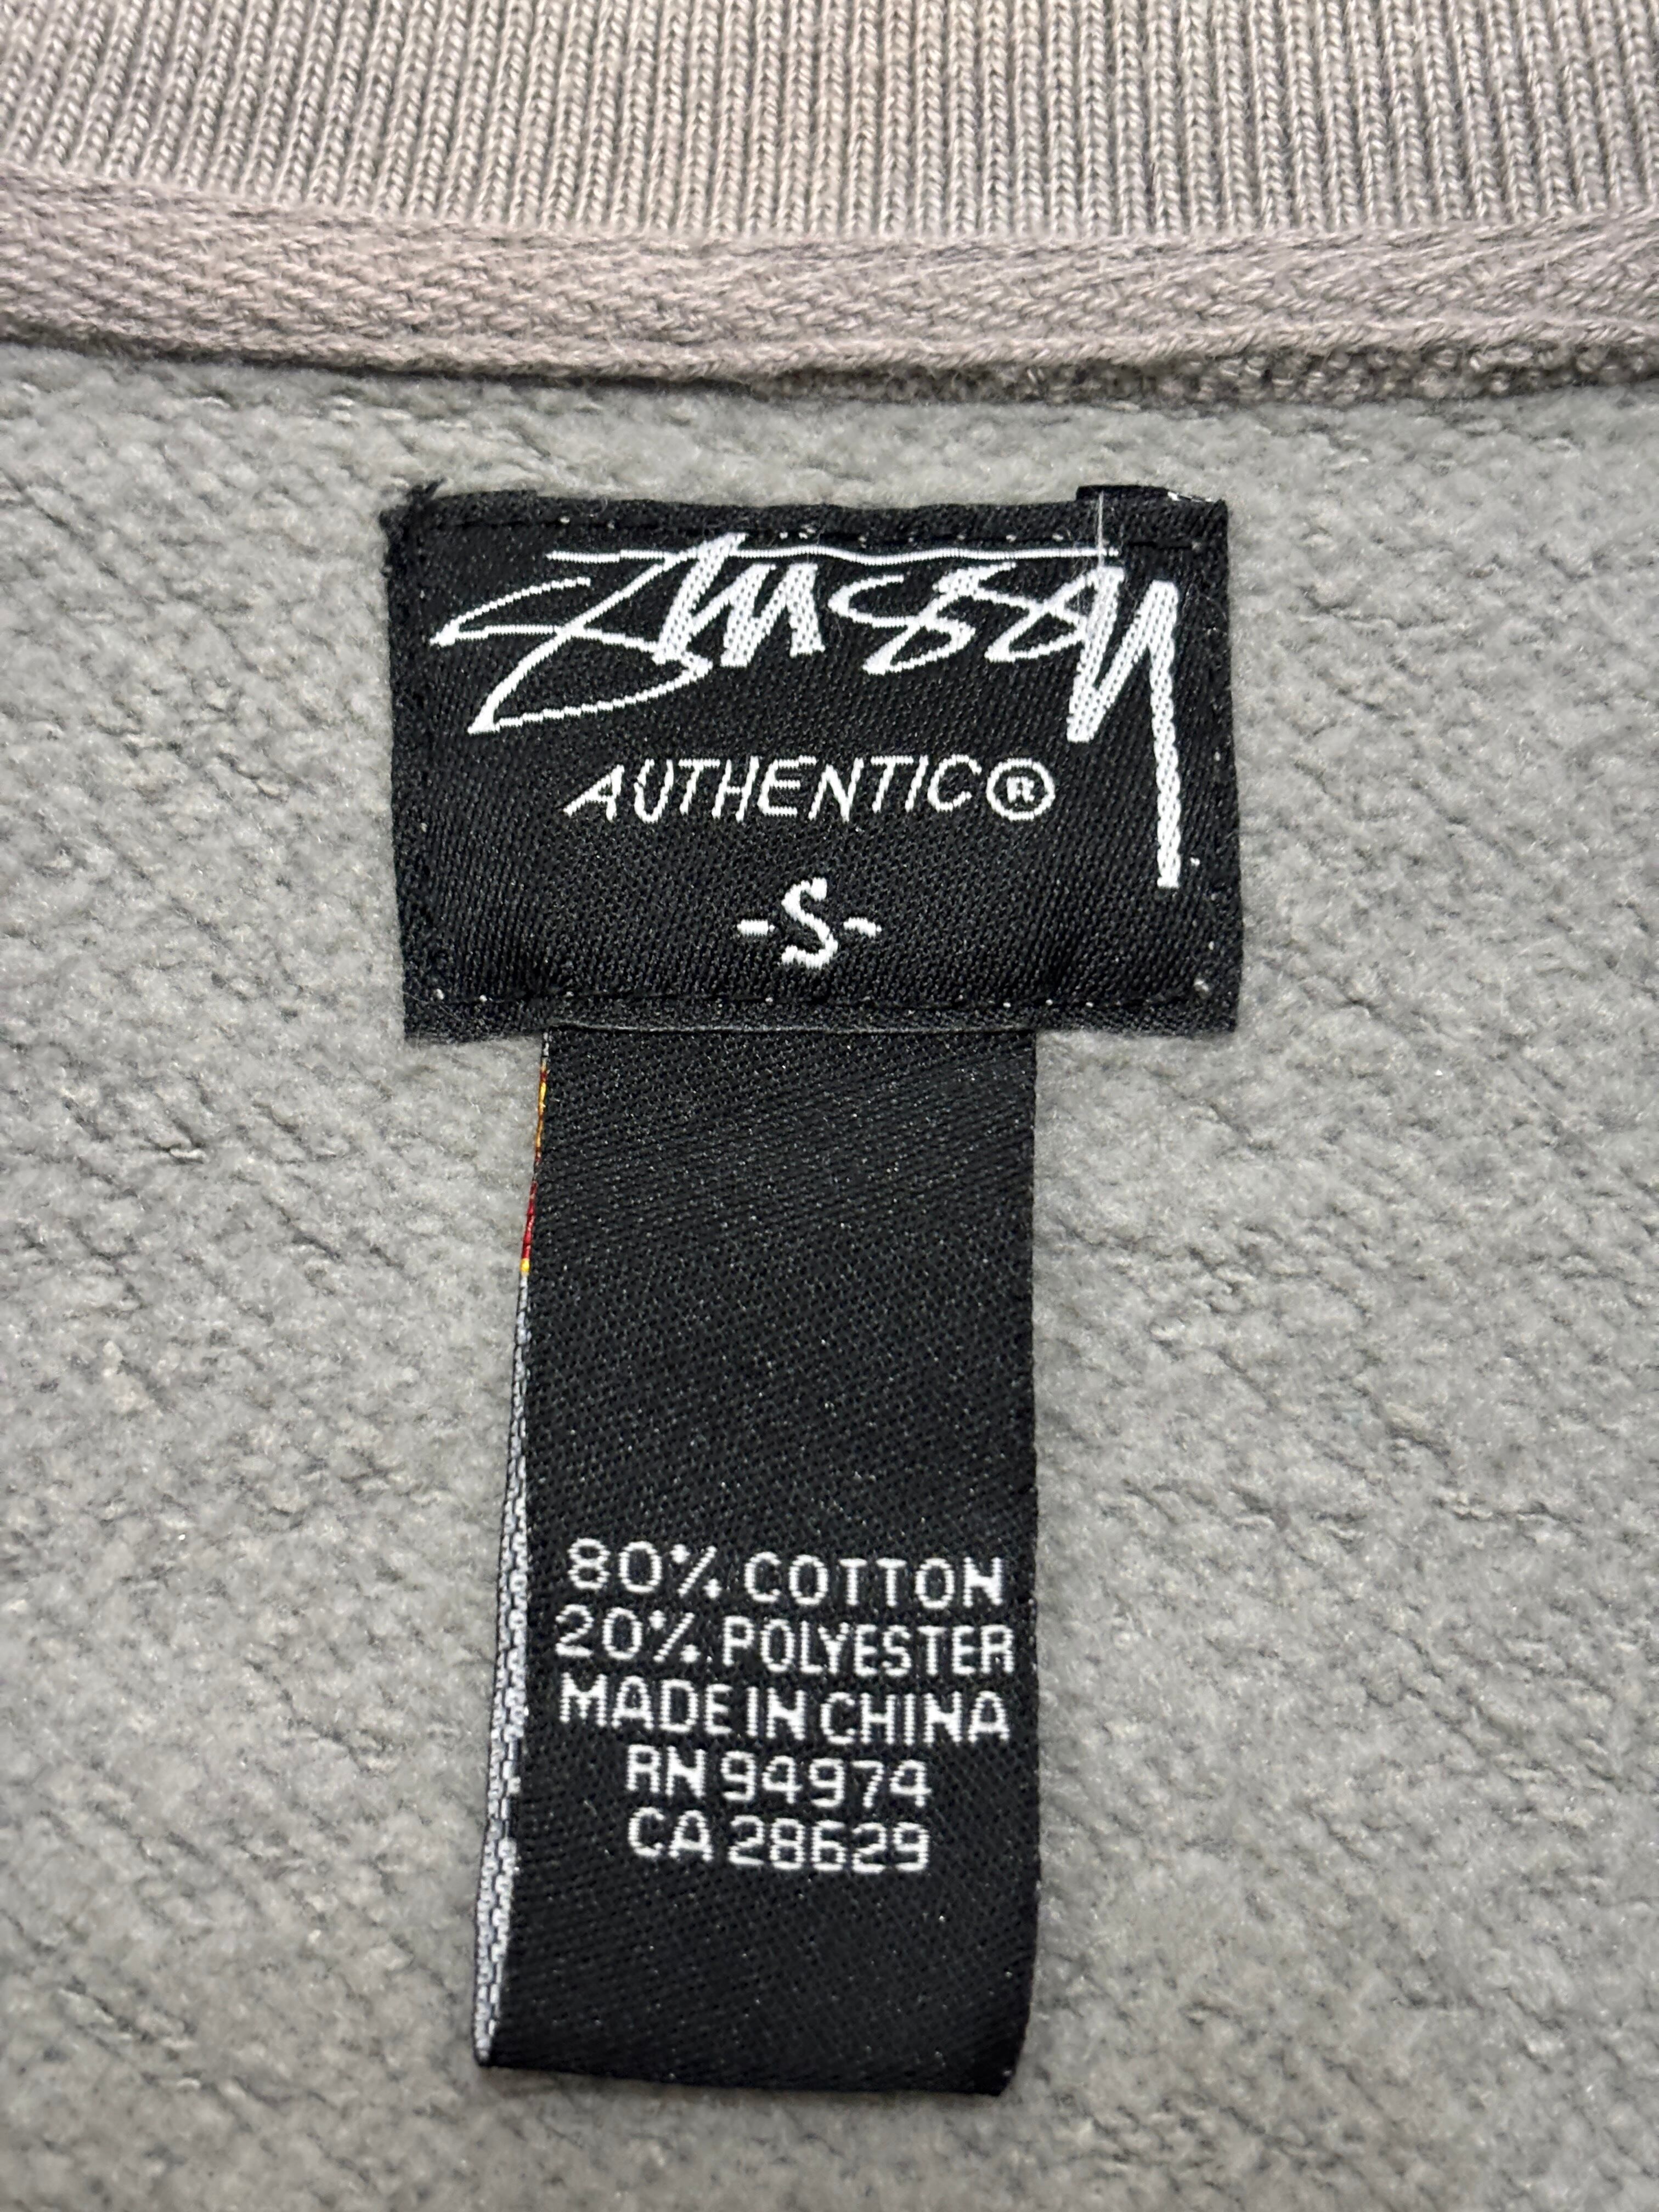 Stussy
AUTHENTIC®
-S-
80% COTTON
20% POLYESTER
MADE IN CHINA
RN 94974
CA 28629